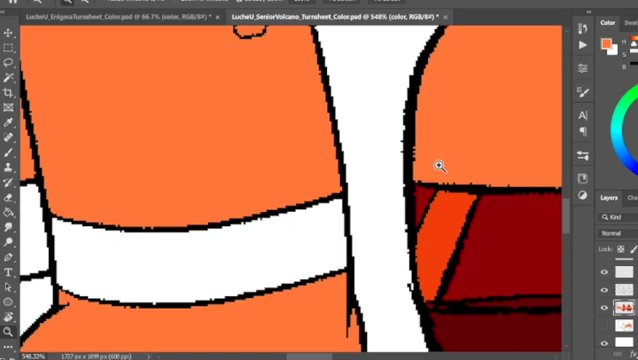 LucheU_EnigmaTurnsheet_Color.psd @ 66.7% (color, RGB/8#) * ×
LucheU_SeniorVolcano_Turnsheet_Color.psd @ 548% (color, RGB/8#) * ×
Color
H
S
B
Layers
Kind
Normal
Lock:
548.33%
1727 px x 1099 px (600 ppi)